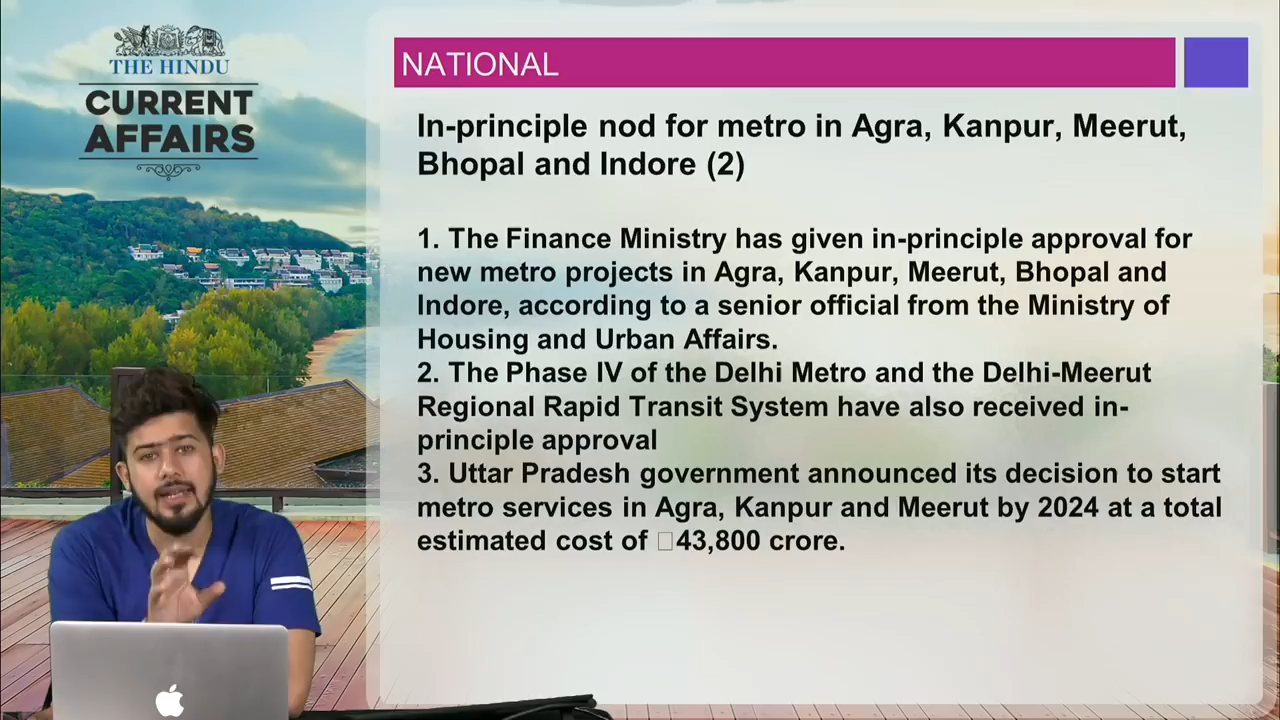 THE HINDU
CURRENT
AFFAIRS
NATIONAL
In-principle nod for metro in Agra, Kanpur, Meerut,
Bhopal and Indore (2)
1. The Finance Ministry has given in-principle approval for
new metro projects in Agra, Kanpur, Meerut, Bhopal and
Indore, according to a senior official from the Ministry of
Housing and Urban Affairs.
2. The Phase IV of the Delhi Metro and the Delhi-Meerut
Regional Rapid Transit System have also received in-
principle approval
3. Uttar Pradesh government announced its decision to start
metro services in Agra, Kanpur and Meerut by 2024 at a total
estimated cost of □43,800 crore.